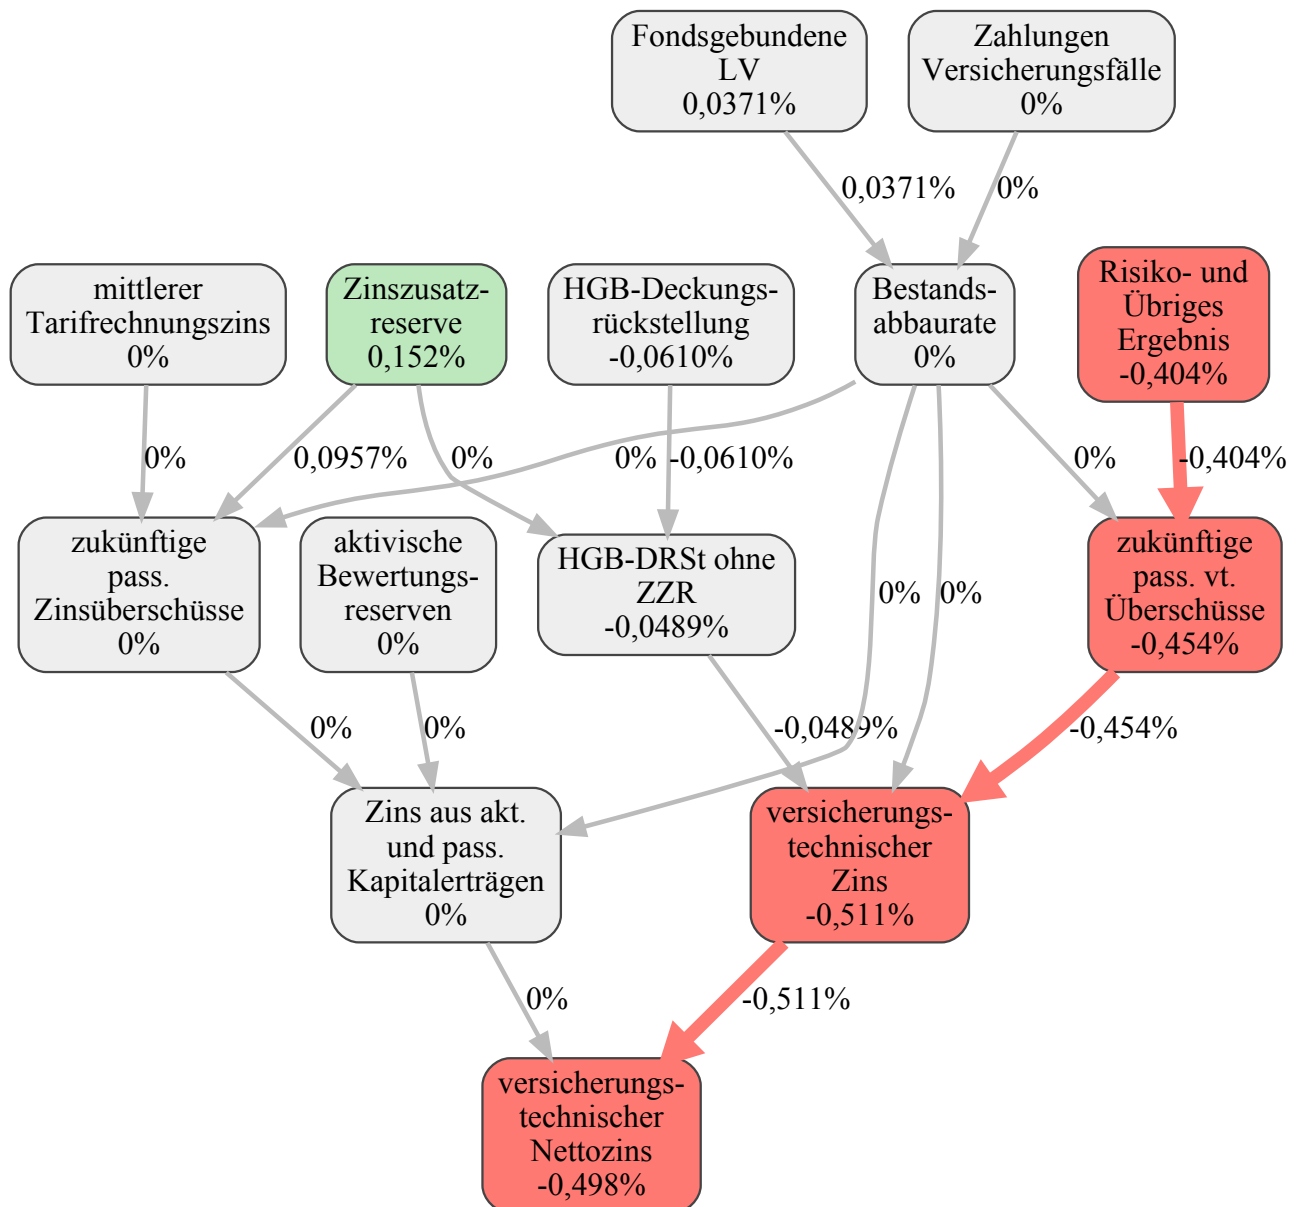 Fondsgebundene
LV
0,0371%
Zahlungen
Versicherungsfälle
0%
0,0371%
0%
mittlerer
Tarifrechnungszins
0%
Zinszusatz-
reserve
0,152%
HGB-Deckungs-
rückstellung
-0,0610%
Bestands-
abbaurate
0%
Risiko- und
Übriges
Ergebnis
-0,404%
0%
0,0957%
0%
0%
-0,0610%
0%
-0,404%
zukünftige
pass.
Zinsüberschüsse
0%
aktivische
Bewertungs-
reserven
0%
HGB-DRSt ohne
ZZR
-0,0489%
0%
0%
zukünftige
pass. vt.
Überschüsse
-0,454%
0%
0%
-0,0489%
-0,454%
Zins aus akt.
und pass.
Kapitalerträgen
0%
versicherungs-
technischer
Zins
-0,511%
0%
-0,511%
versicherungs-
technischer
Nettozins
-0,498%